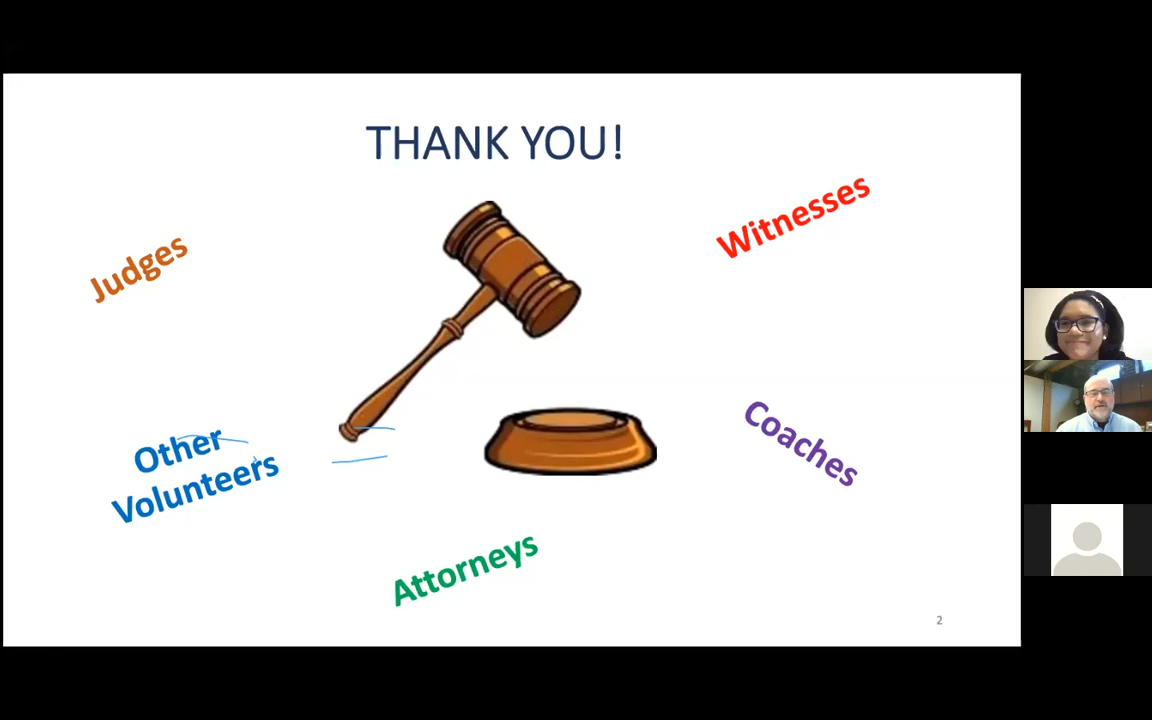 THANK YOU!
Witnesses
Judges
Coaches
Other
Volunteers
Attorneys
2